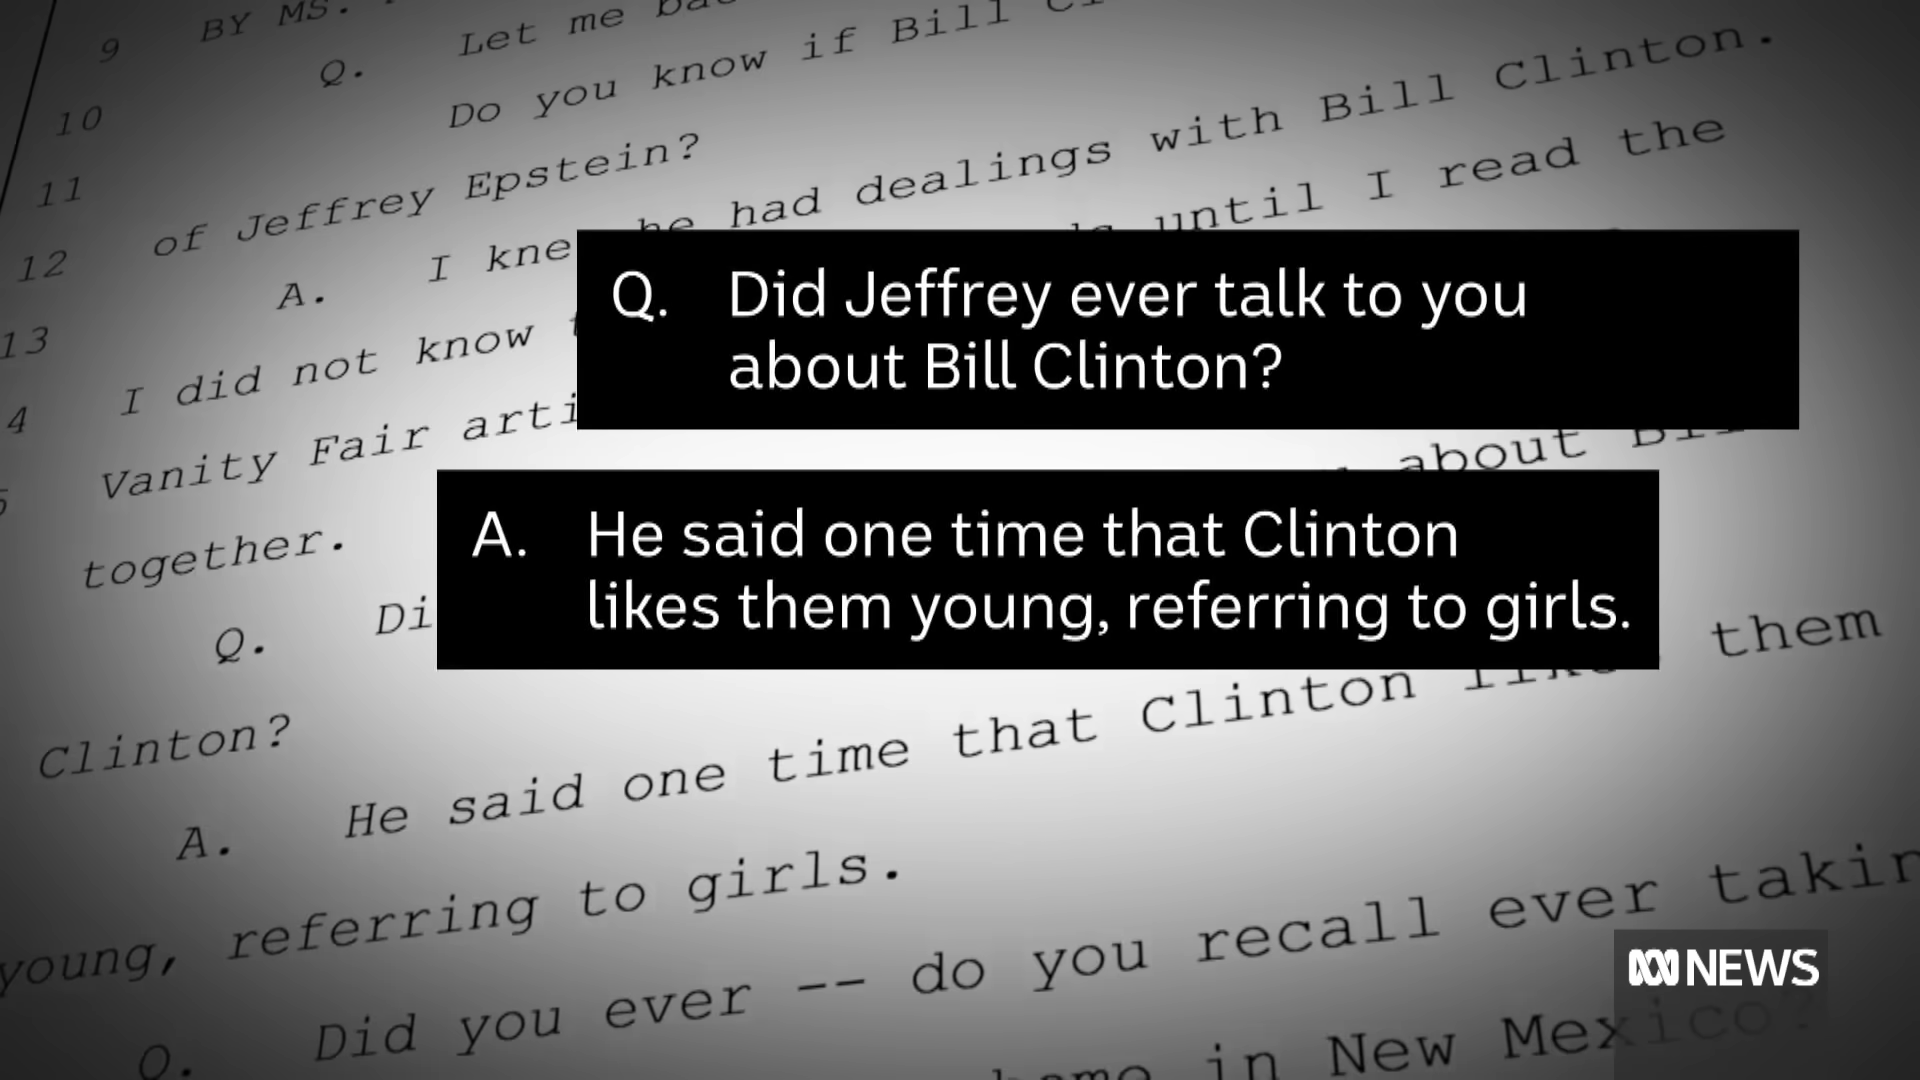 9 BY MS.
10 Q. Let me
11 Do you know if Bill
12 of Jeffrey Epstein?
13 A. I kne he had dealings with Bill Clinton.
4 I did not know until I read the
Vanity Fair arti
together.
Q. Di about
Clinton?
A. He said one time that Clinton them
young, referring to girls.
Q. Did you ever -- do you recall ever takin
in New Mexico?
Q. Did Jeffrey ever talk to you
about Bill Clinton?
A. He said one time that Clinton
likes them young, referring to girls.
NEWS